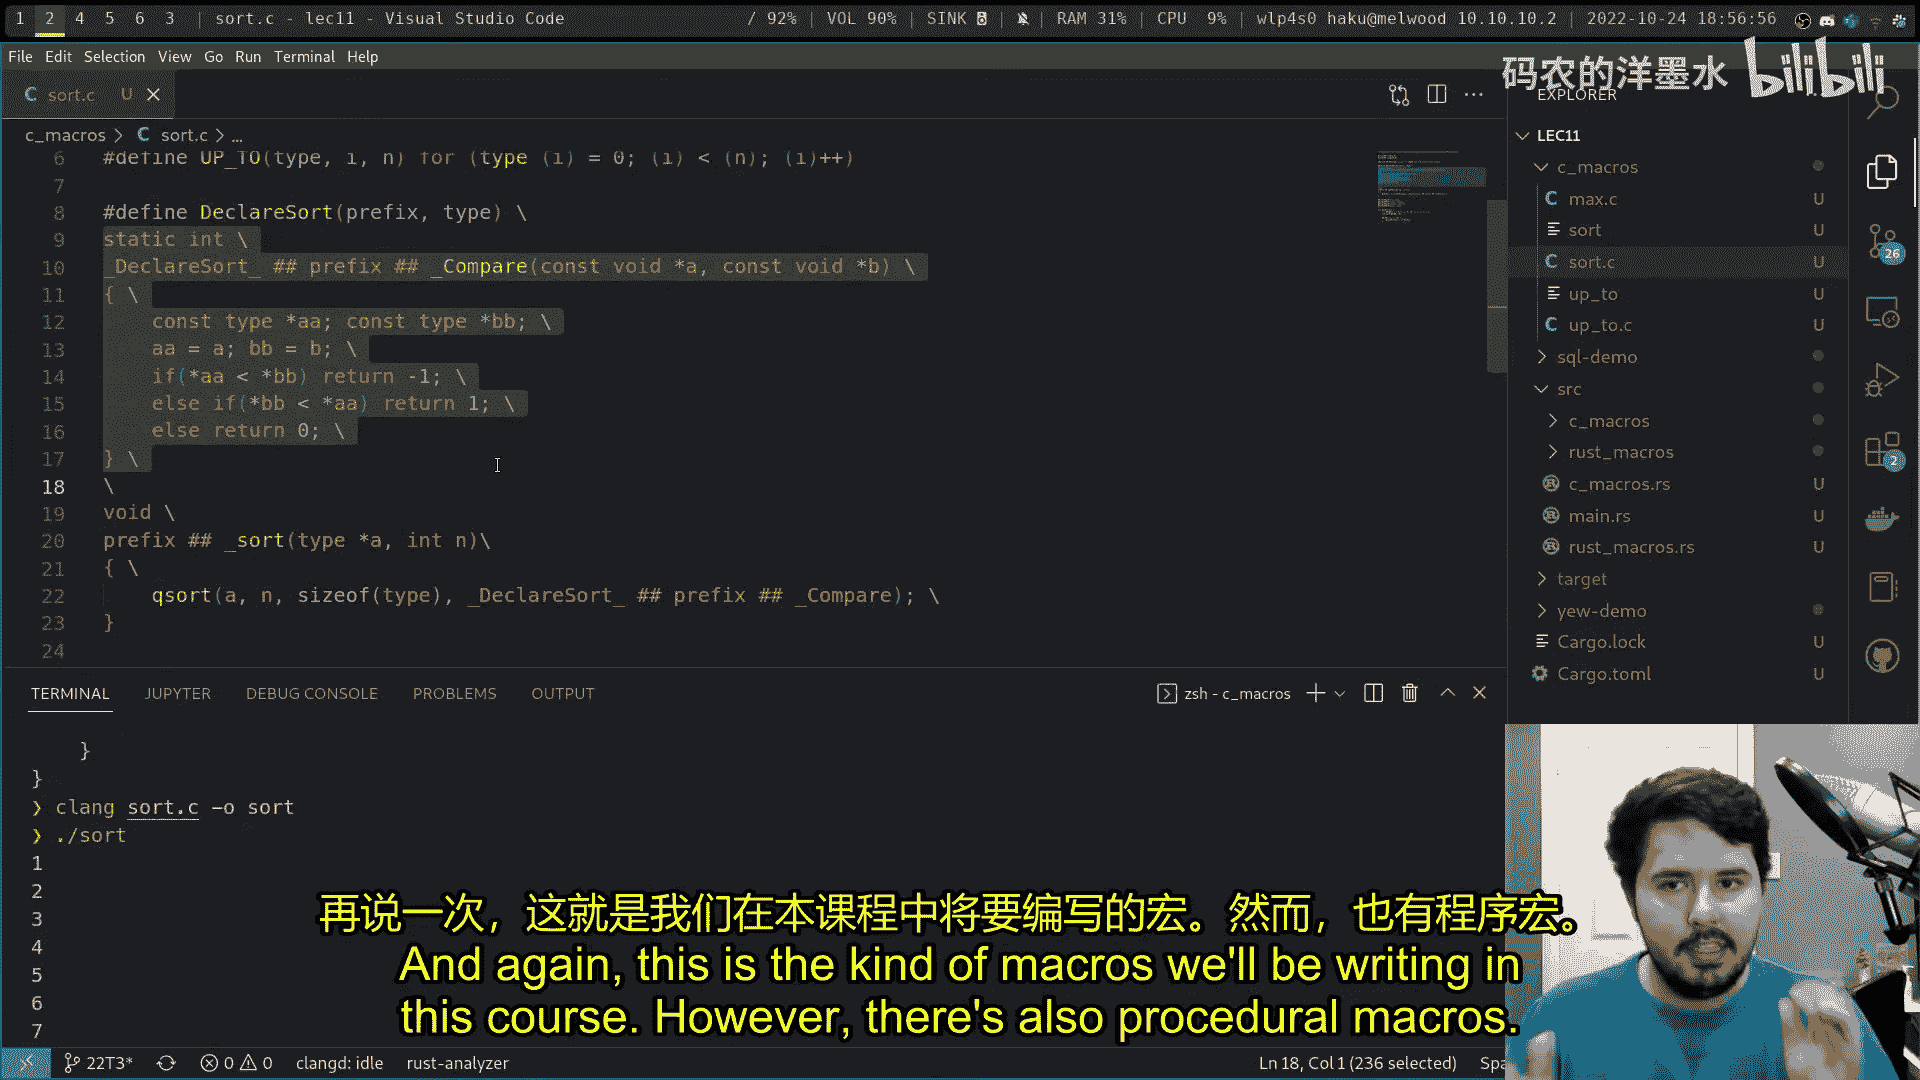 1 2 4 5 6 3 | sort.c - lec11 - Visual Studio Code
/ 92% | VOL 90% | SINK | | RAM 31% | CPU 9% | wlp4s0 haku@melwood 10.10.10.2 | 2022-10-24 18:56:56
File Edit Selection View Go Run Terminal Help
码农的洋墨水 bilibili
C sort.c U
c_macros > C sort.c > ...
6 #define UP_TO(type, i, n) for (type (i) = 0; (i) < (n); (i)++)
7
8 #define DeclareSort(prefix, type) \
9 static int \
10 _DeclareSort_ ## prefix ## _Compare(const void *a, const void *b) \
11 { \
12 const type *aa; const type *bb; \
13 aa = a; bb = b; \
14 if(*aa < *bb) return -1; \
15 else if(*bb < *aa) return 1; \
16 else return 0; \
17 } \
18 \
19 void \
20 prefix ## _sort(type *a, int n)\
21 { \
22 qsort(a, n, sizeof(type), _DeclareSort_ ## prefix ## _Compare); \
23 }
24
EXPLORER
LEC11
c_macros
C max.c U
sort U
C sort.c U
up_to U
C up_to.c U
sql-demo
src
c_macros
rust_macros
c_macros.rs U
main.rs U
rust_macros.rs U
target
yew-demo
Cargo.lock U
Cargo.toml U
26
2
TERMINAL JUPYTER DEBUG CONSOLE PROBLEMS OUTPUT
zsh - c_macros
}
}
❯ clang sort.c -o sort
❯ ./sort
1
2
3
4
5
6
7
再说一次，这就是我们在本课程中将要编写的宏。然而，也有程序宏。
And again, this is the kind of macros we'll be writing in
this course. However, there's also procedural macros.
22T3* 0 0 clangd: idle rust-analyzer
Ln 18, Col 1 (236 selected) Spa